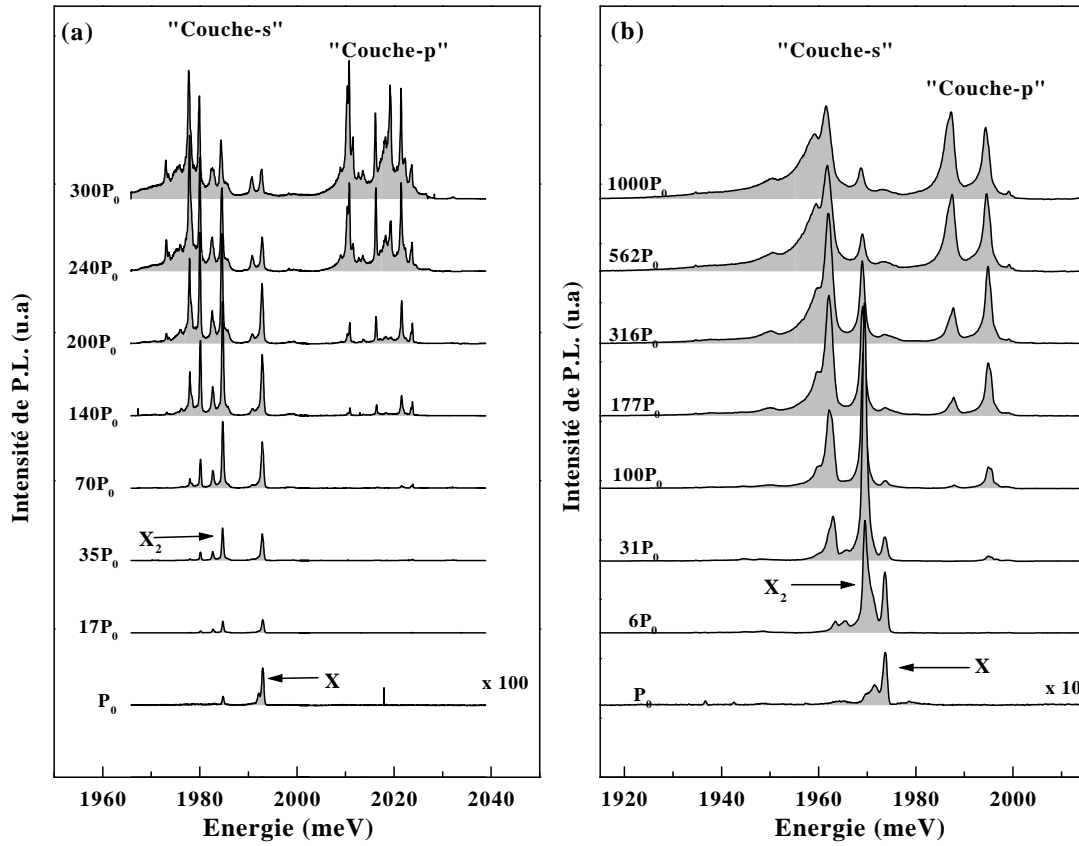 (a)
"Couche-s"
"Couche-p"
300P0
240P0
200P0
140P0
70P0
X2
35P0
17P0
X
x 100
P0
Intensité de P.L. (u.a)
1960 1980 2000 2020 2040
Energie (meV)
(b)
"Couche-s"
"Couche-p"
1000P0
562P0
316P0
177P0
100P0
31P0
X2
6P0
X
x 10
P0
Intensité de P.L. (u.a)
1920 1940 1960 1980 2000
Energie (meV)